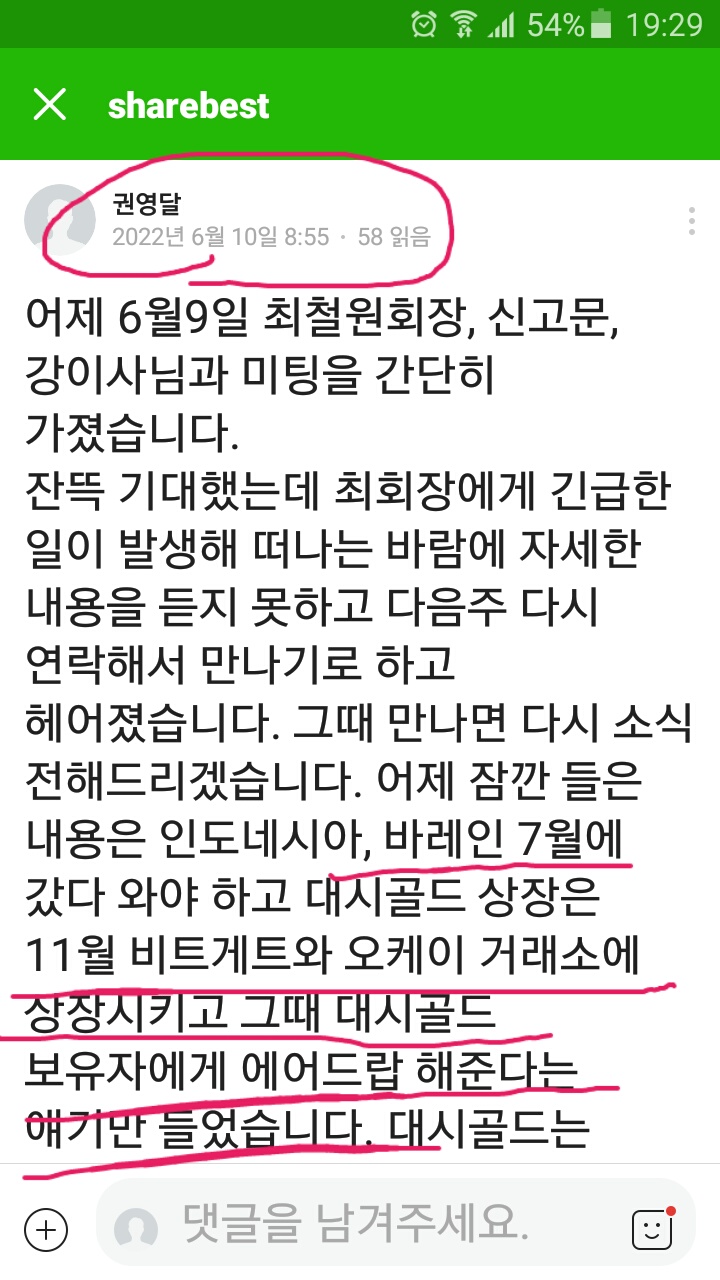 54% 19:29
sharebest
권영달
2022년 6월 10일 8:55 · 58 읽음
어제 6월9일 최철원회장, 신고문,
강이사님과 미팅을 간단히
가졌습니다.
잔뜩 기대했는데 최회장에게 긴급한
일이 발생해 떠나는 바람에 자세한
내용을 듣지 못하고 다음주 다시
연락해서 만나기로 하고
헤어졌습니다. 그때 만나면 다시 소식
전해드리겠습니다. 어제 잠깐 들은
내용은 인도네시아, 바레인 7월에
갔다 와야 하고 대시골드 상장은
11월 비트게트와 오케이 거래소에
상장시키고 그때 대시골드
보유자에게 에어드랍 해준다는
얘기만 들었습니다. 대시골드는
댓글을 남겨주세요.